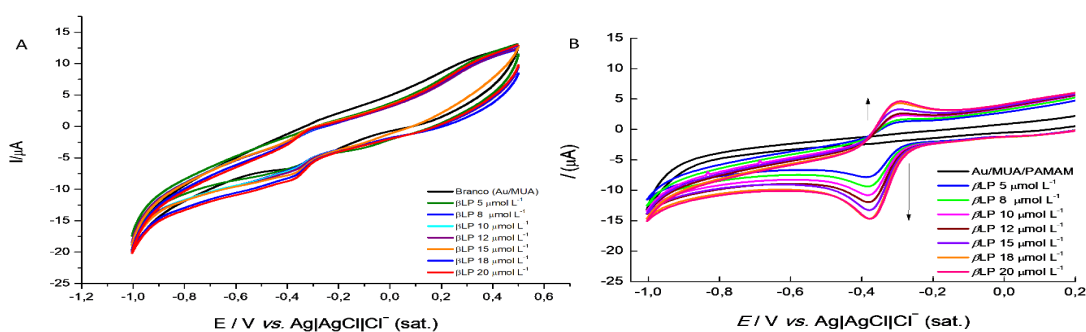 A
I/µA
15
10
5
0
-5
-10
-15
-20
-25
Branco (Au/MUA)
βLP 5 µmol L⁻¹
βLP 8 µmol L⁻¹
βLP 10 µmol L⁻¹
βLP 12 µmol L⁻¹
βLP 15 µmol L⁻¹
βLP 18 µmol L⁻¹
βLP 20 µmol L⁻¹
-1,0 -0,8 -0,6 -0,4 -0,2 0,0 0,2 0,4 0,6
E / V vs. Ag|AgCl|Cl⁻ (sat.)
B
I / (µA)
15
10
5
0
-5
-10
-15
-20
-25
Au/MUA/PAMAM
βLP 5 µmol L⁻¹
βLP 8 µmol L⁻¹
βLP 10 µmol L⁻¹
βLP 12 µmol L⁻¹
βLP 15 µmol L⁻¹
βLP 18 µmol L⁻¹
βLP 20 µmol L⁻¹
-1,0 -0,8 -0,6 -0,4 -0,2 0,0 0,2
E / V vs. Ag|AgCl|Cl⁻ (sat.)